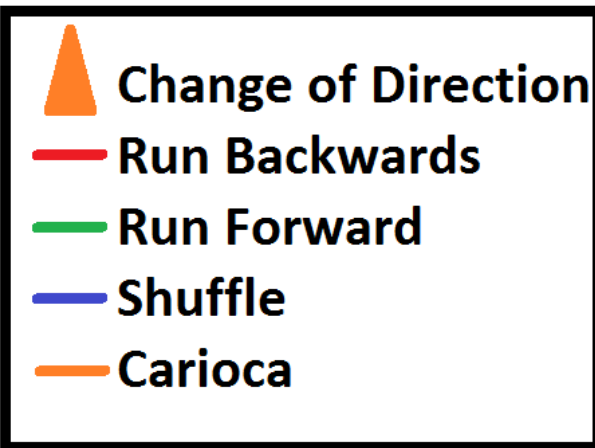 Change of Direction
Run Backwards
Run Forward
Shuffle
Carioca